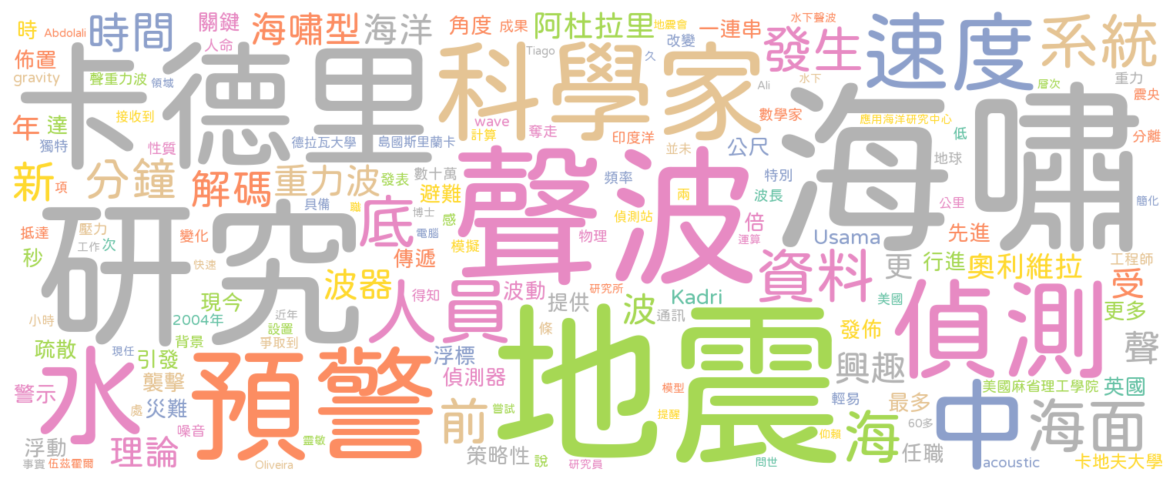 時 Abdolali 時間 關鍵 海嘯型 海洋 角度 成果 地震會 水下聲波 阿杜拉里 一連串 發生 速度 系統
佈置 人命 Tiago 久 改變
gravity 聲重力波 領域 Ali 水下 層次 重力
卡德里 科學家 海嘯
年 達 接收到 wave 奪走 數學家 應用海洋研究中心 震央
獨特 性質 德拉瓦大學 島國斯里蘭卡 計算 印度洋 並未 公尺 低 分離
新 項 分鐘 解碼 重力波 發表 數十萬 避難 聲波 頻率 兩 波長 特別 地球
抵達 壓力 次 工作 變化 具備 職 博士 感 偵測站 倍 公里 簡化
研究 底 電腦 模擬 物理 運算 Usama 先進
秒 快速 傳遞 資料 更 行進 奧利維拉 工程師
現今 波器 人員 得知 波動 研究所 提供 Kadri 美國 受
小時 2004年 背景 近年 設置 爭取到 條 波 通訊 發佈 偵測 更多
疏散 現任 引發 浮標 地震 聲
水 預警 襲擊 偵測器 興趣 美國麻省理工學院 英國
警示 處 災難 前 嘗試 模型 輕易 中
噪音 靈敏 提醒 最多 海面
浮動 理論 策略性 說 海 60多 任職
事實 伍茲霍爾 Oliveira 研究員 仰賴 問世 acoustic 卡地夫大學